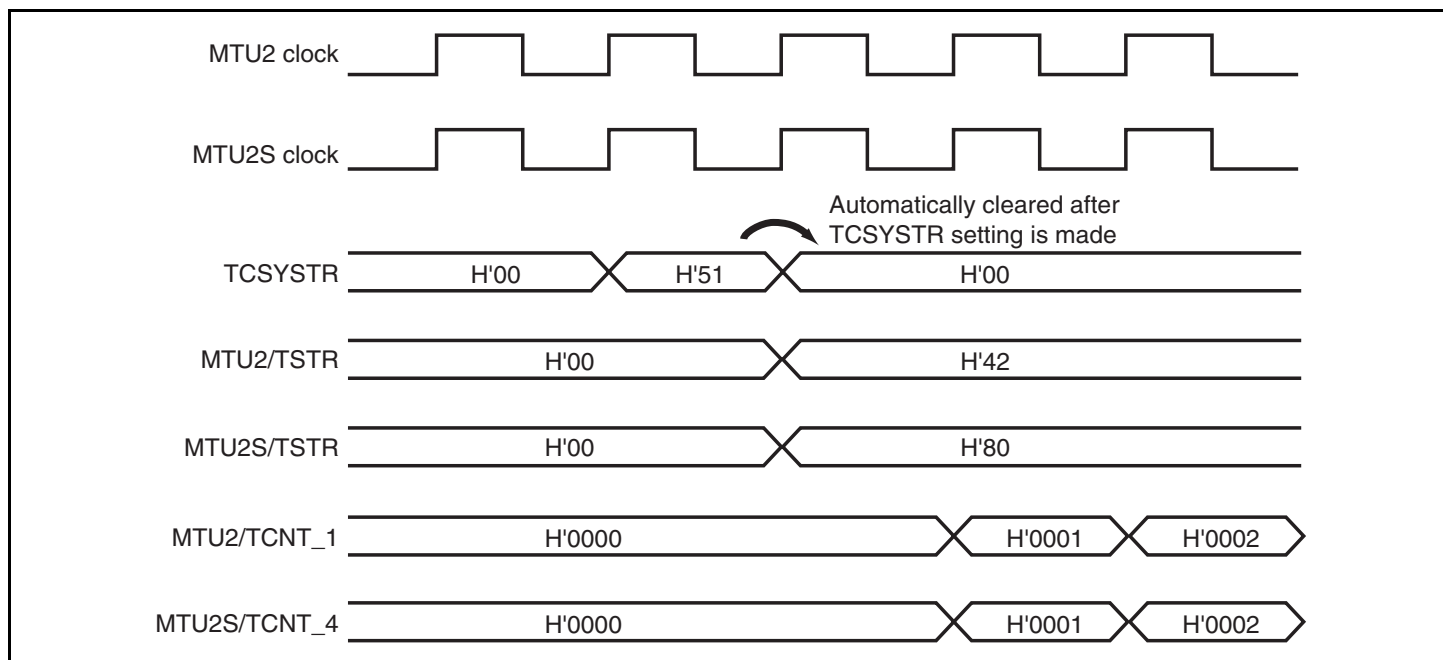 MTU2 clock
MTU2S clock
Automatically cleared after
TCSYSTR setting is made
TCSYSTR H'00 H'51 H'00
MTU2/TSTR H'00 H'42
MTU2S/TSTR H'00 H'80
MTU2/TCNT_1 H'0000 H'0001 H'0002
MTU2S/TCNT_4 H'0000 H'0001 H'0002